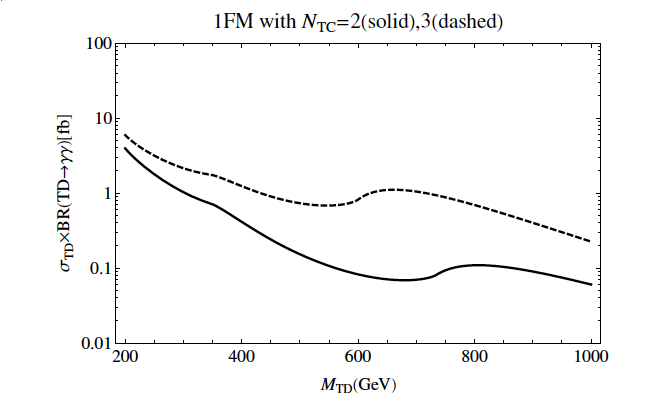 1FM with N_TC=2(solid),3(dashed)
100
10
1
0.1
0.01
σ_TD×BR(TD→γγ)[fb]
200 400 600 800 1000
M_TD(GeV)